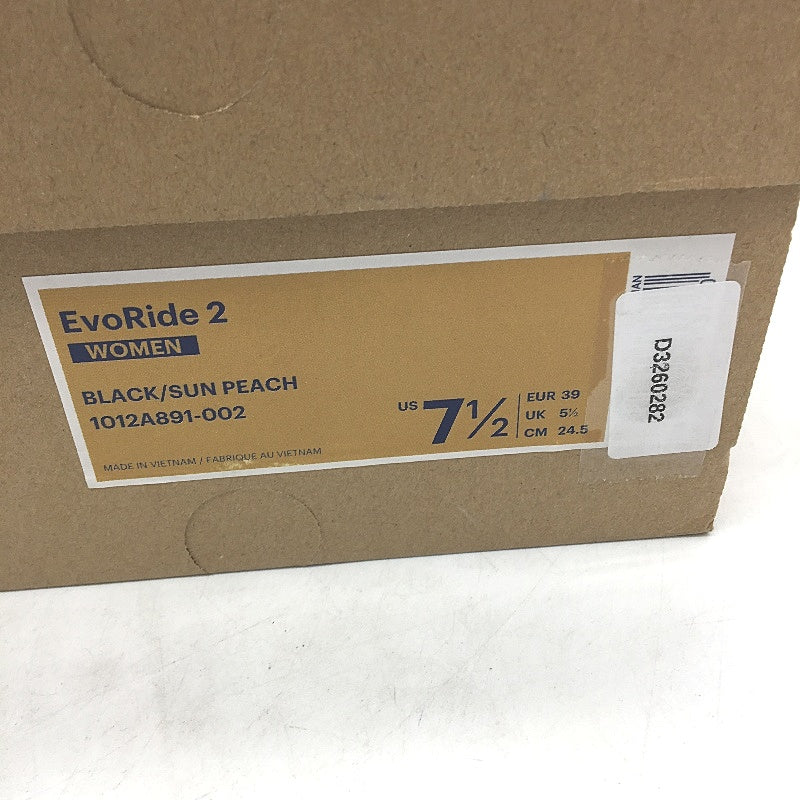 EvoRide 2
WOMEN
BLACK/SUN PEACH
1012A891-002
MADE IN VIETNAM / FABRIQUE AU VIETNAM
US 7½
EUR 39
UK 5½
CM 24.5
D3260282